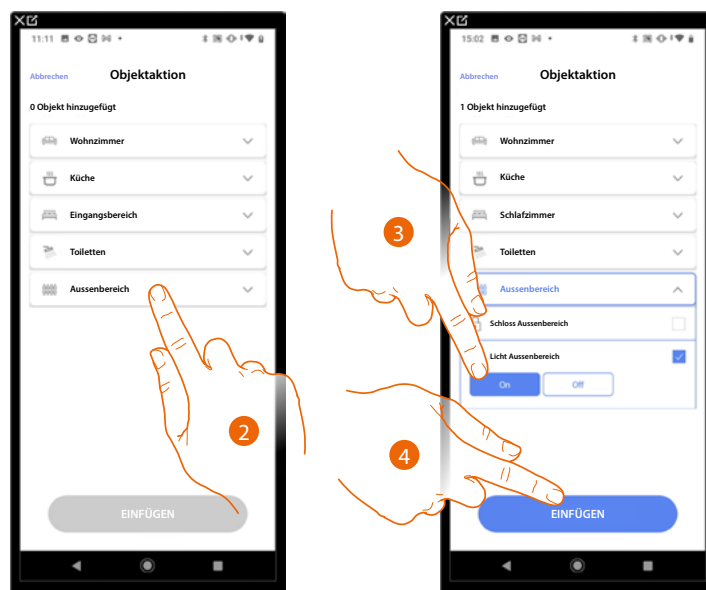 11:11
Abbrechen Objektaktion
0 Objekt hinzugefügt
Wohnzimmer
Küche
Eingangsbereich
Toiletten
Aussenbereich
2
EINFÜGEN
15:02
Abbrechen Objektaktion
1 Objekt hinzugefügt
Wohnzimmer
Küche
Schlafzimmer
3
Toiletten
Aussenbereich
Schloss Aussenbereich
Licht Aussenbereich
On Off
4
EINFÜGEN